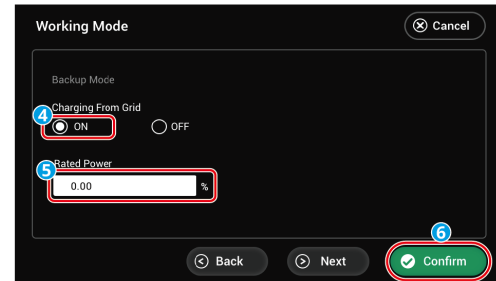 Working Mode
Cancel
Backup Mode
Charging From Grid
4
ON
OFF
5
Rated Power
0.00
%
6
Back
Next
Confirm